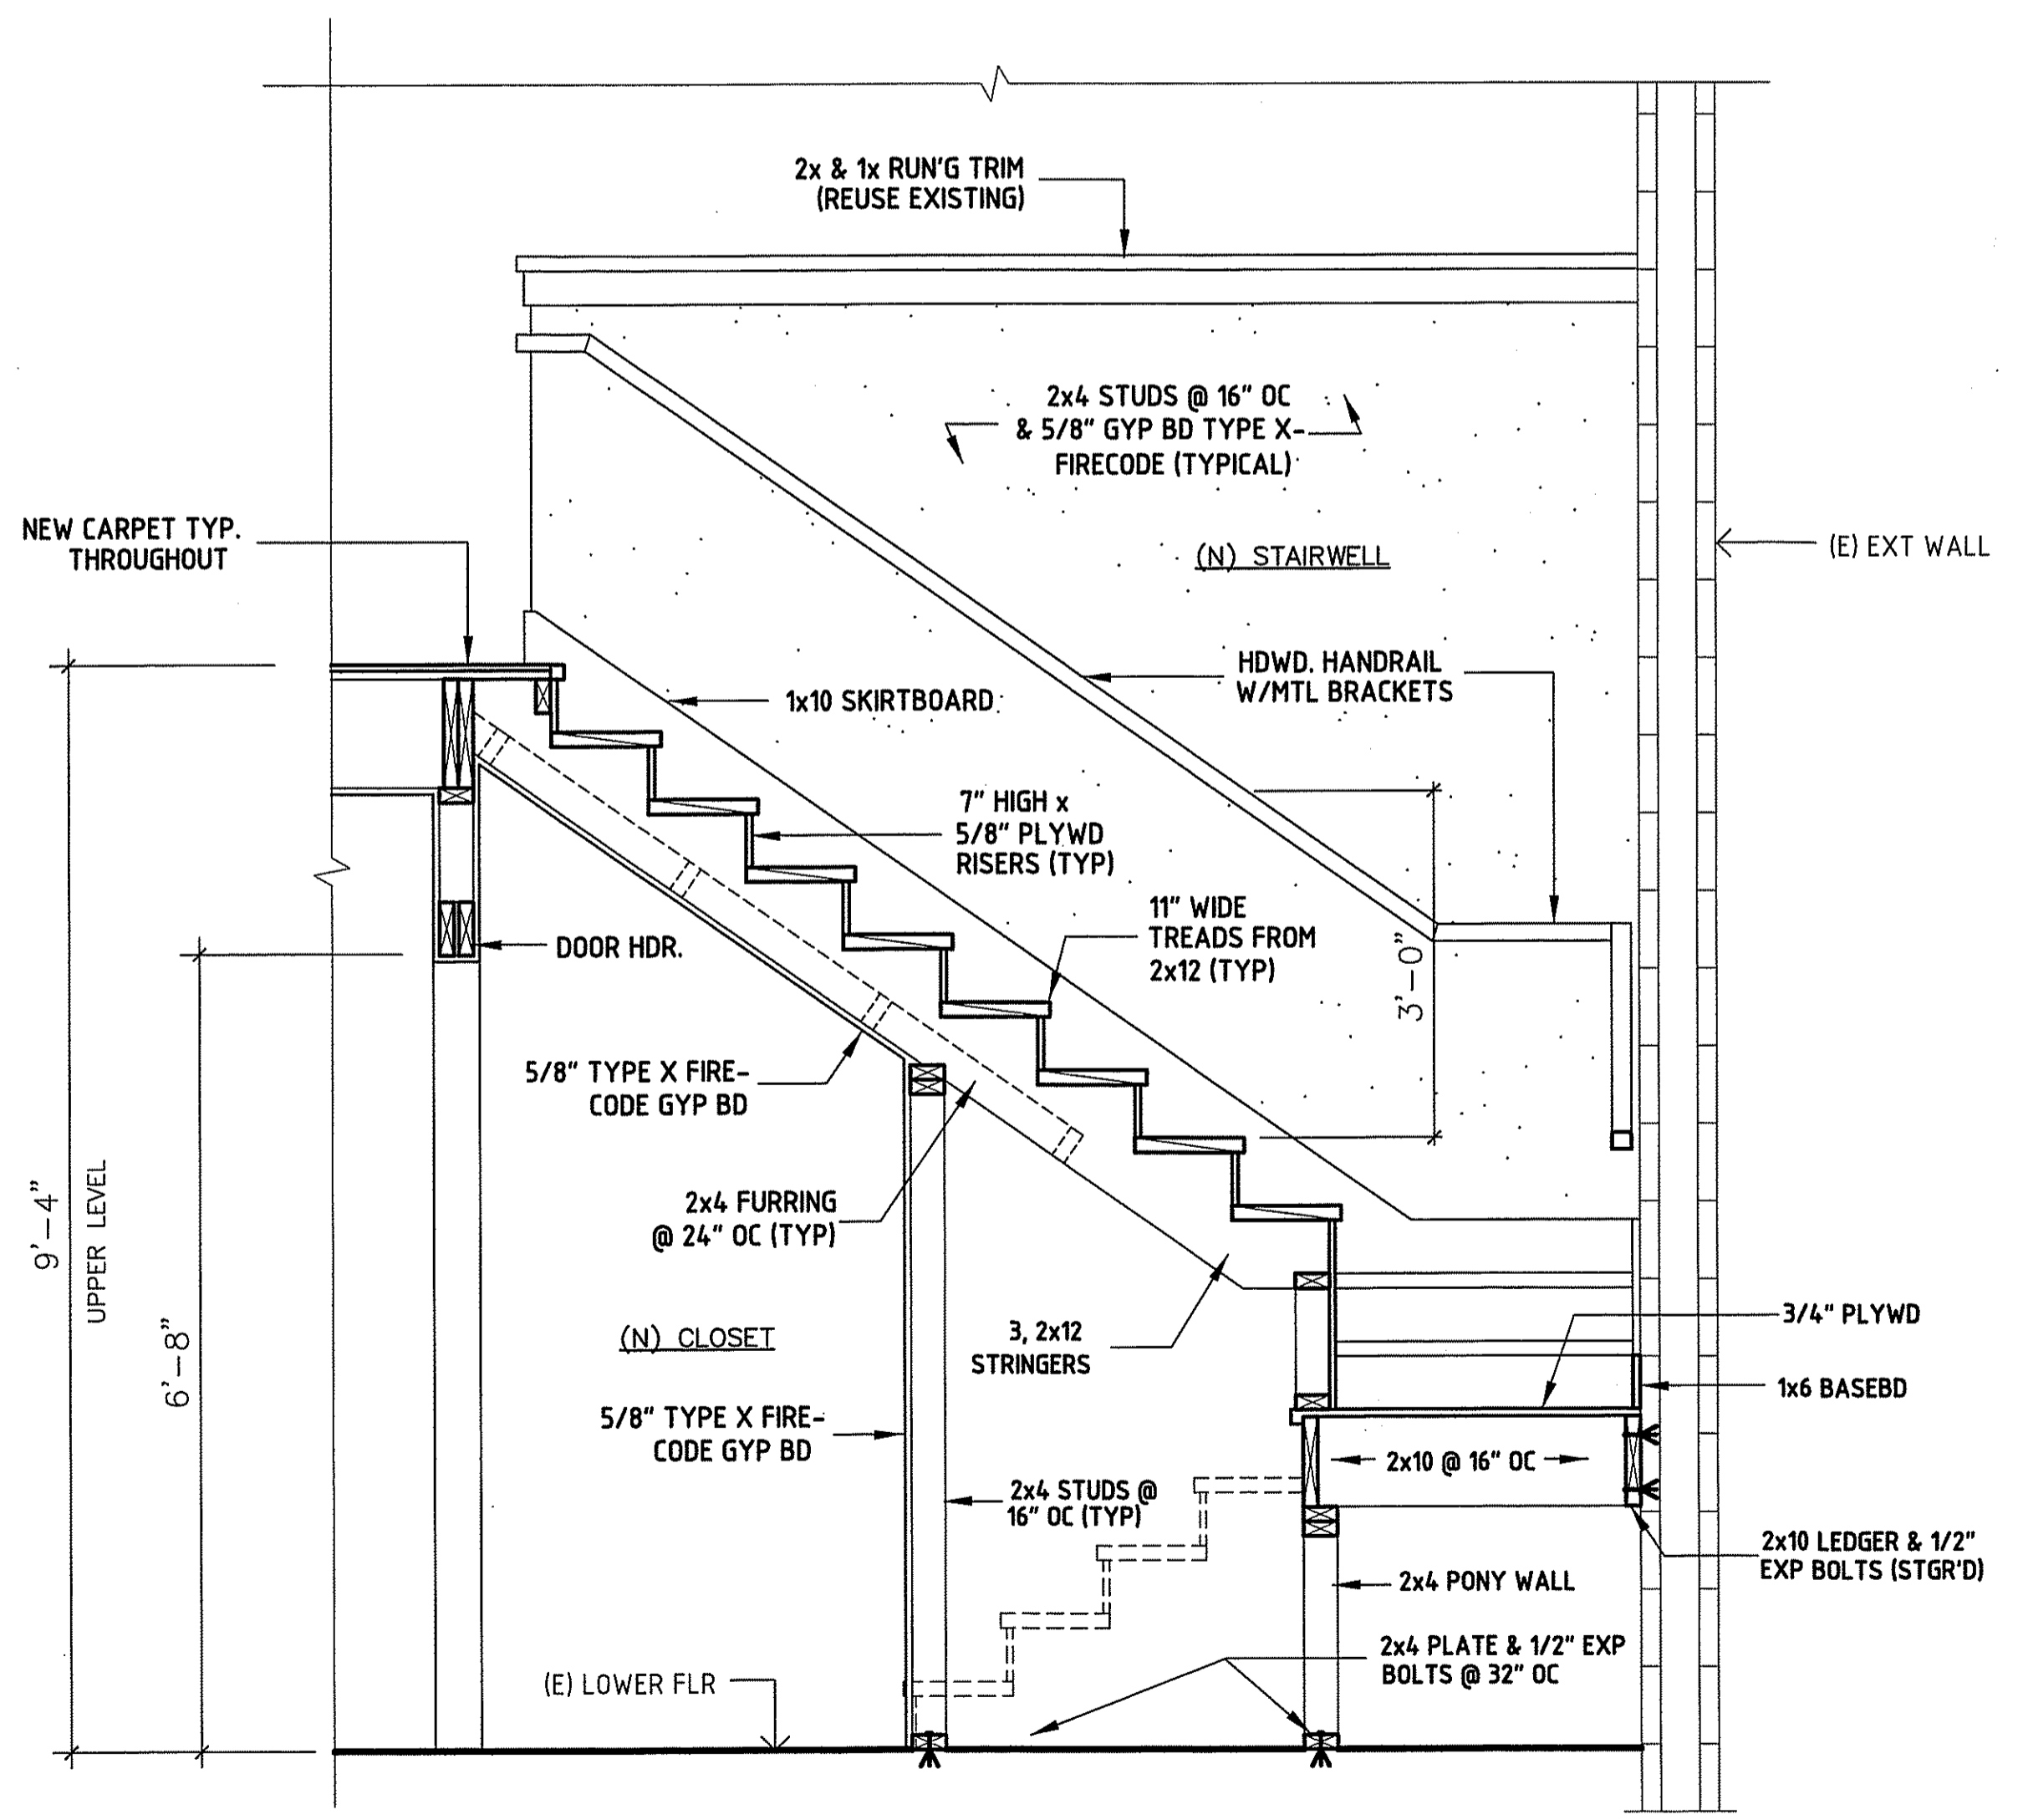 2x & 1x RUN'G TRIM
(REUSE EXISTING)
2x4 STUDS @ 16" OC
& 5/8" GYP BD TYPE X-
FIRECODE (TYPICAL)
NEW CARPET TYP.
THROUGHOUT
(N) STAIRWELL
(E) EXT WALL
HDWD. HANDRAIL
W/MTL BRACKETS
1x10 SKIRTBOARD
7" HIGH x
5/8" PLYWD
RISERS (TYP)
11" WIDE
TREADS FROM
2x12 (TYP)
DOOR HDR.
3'-0"
5/8" TYPE X FIRE-
CODE GYP BD
2x4 FURRING
@ 24" OC (TYP)
9'-4"
UPPER LEVEL
6'-8"
(N) CLOSET
3, 2x12
STRINGERS
3/4" PLYWD
1x6 BASEBD
5/8" TYPE X FIRE-
CODE GYP BD
2x10 @ 16" OC
2x4 STUDS @
16" OC (TYP)
2x10 LEDGER & 1/2"
EXP BOLTS (STGR'D)
2x4 PONY WALL
2x4 PLATE & 1/2" EXP
BOLTS @ 32" OC
(E) LOWER FLR